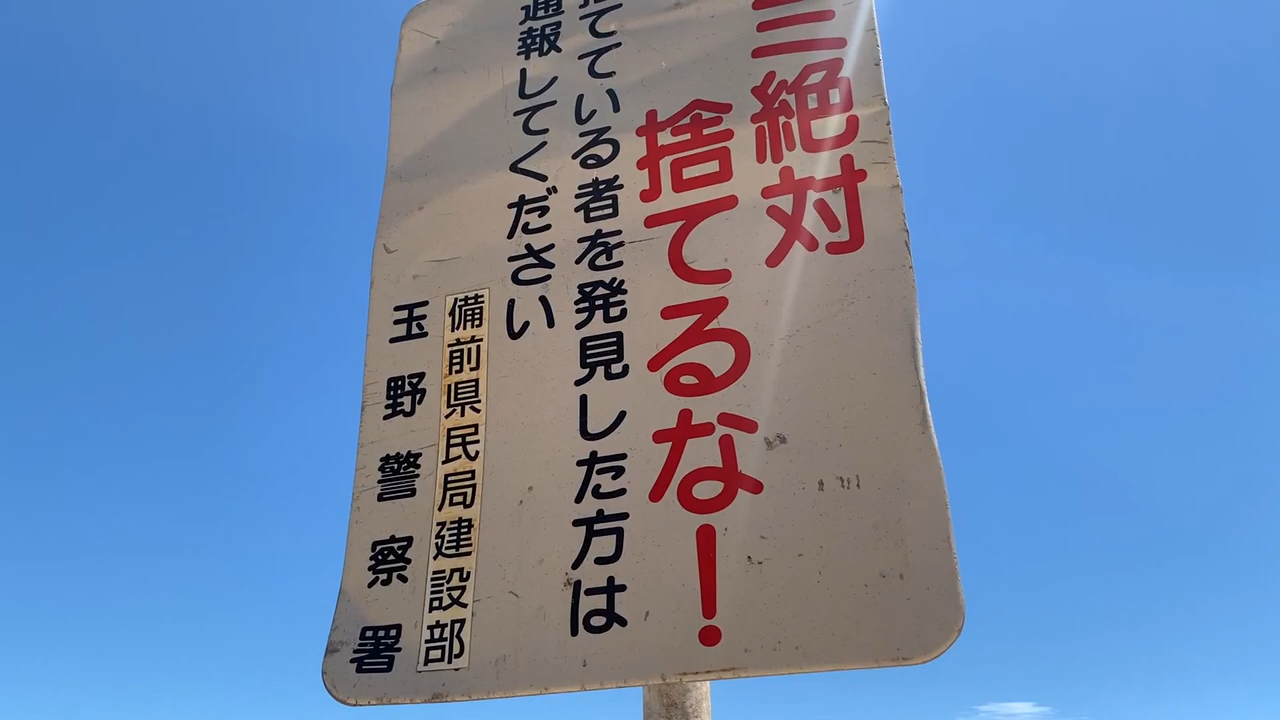 絶対
捨てるな!
てている者を発見した方は
通報してください
備前県民局建設部
玉野警察署